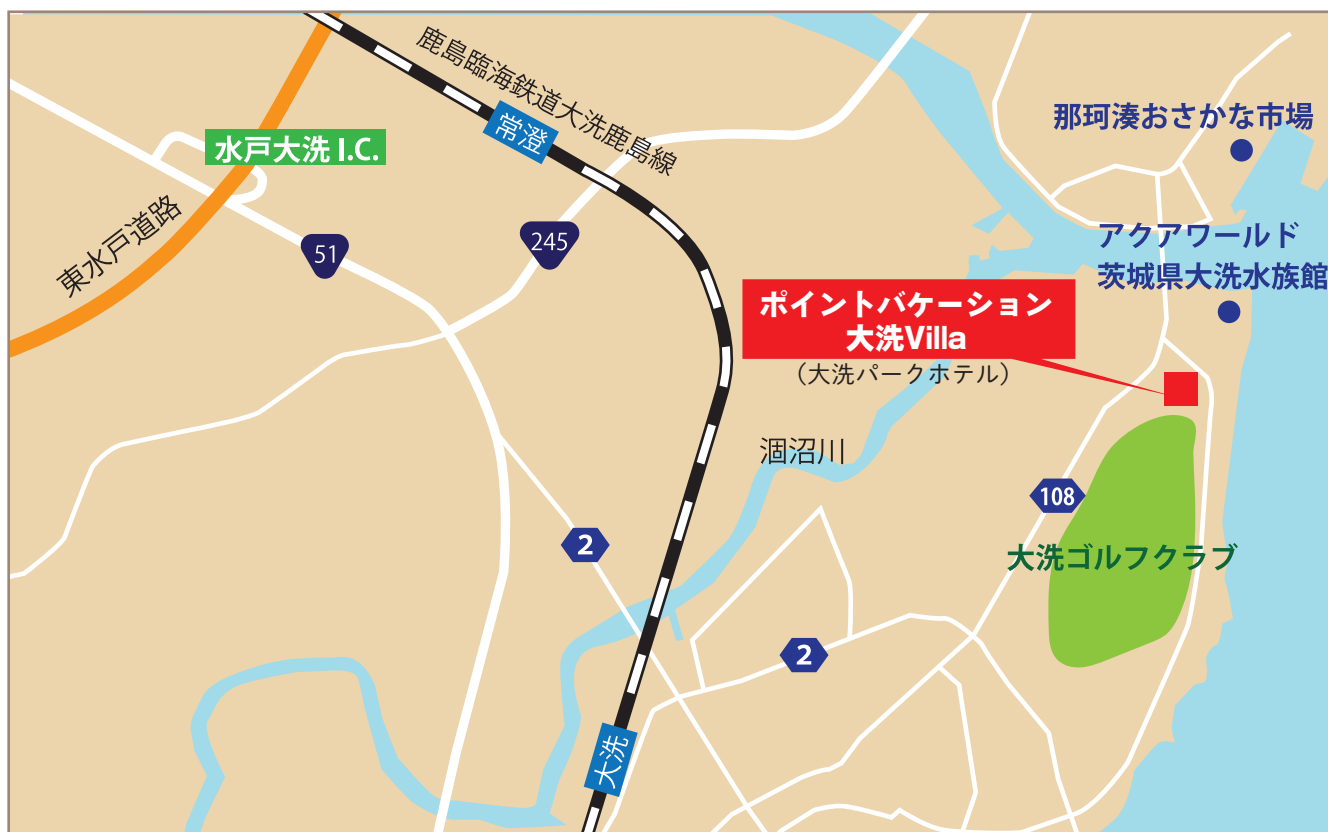 鹿島臨海鉄道大洗鹿島線
常澄
那珂湊おさかな市場
水戸大洗 I.C.
東水戸道路
51
245
アクアワールド
茨城県大洗水族館
ポイントバケーション
大洗Villa
（大洗パークホテル）
涸沼川
108
2
大洗ゴルフクラブ
2
大洗